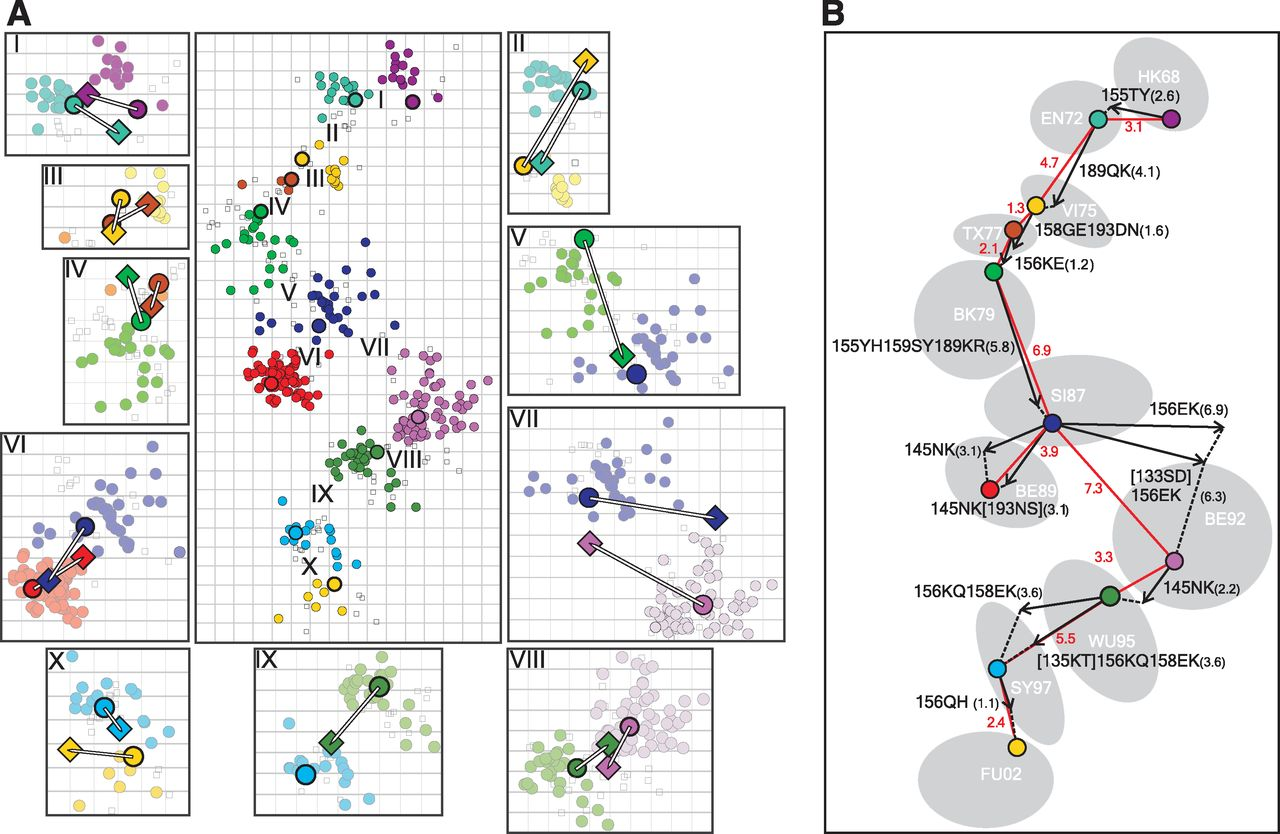 A
I
I
II
III
IV
V
VI
VII
VIII
IX
X
II
III
IV
V
VI
VII
X
IX
VIII
B
HK68
155TY(2.6)
EN72
3.1
4.7
189QK(4.1)
1.3
VI75
TX77
158GE193DN(1.6)
2.1
156KE(1.2)
BK79
155YH159SY189KR(5.8)
6.9
SI87
156EK(6.9)
145NK(3.1)
3.9
7.3
[133SD]
156EK
(6.3)
BE89
145NK[193NS](3.1)
BE92
3.3
145NK(2.2)
156KQ158EK(3.6)
WU95
5.5
[135KT]156KQ158EK(3.6)
SY97
156QH (1.1)
2.4
FU02